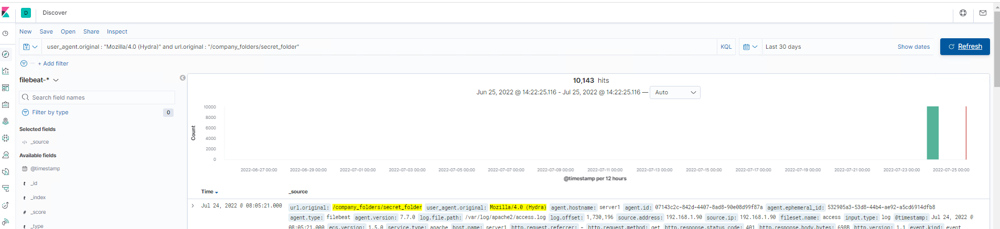 D Discover
New Save Open Share Inspect
user_agent.original : "Mozilla/4.0 (Hydra)" and url.original : "/company_folders/secret_folder" KQL Last 30 days Show dates Refresh
+ Add filter
filebeat-*
Search field names
Filter by type 0
Selected fields
</> _source
Available fields
@timestamp
t _id
t _index
# _score
t _type
10,143 hits
Jun 25, 2022 @ 14:22:25.116 - Jul 25, 2022 @ 14:22:25.116 — Auto
Count
10000
8000
6000
4000
2000
0
2022-06-27 00:00 2022-06-29 00:00 2022-07-01 00:00 2022-07-03 00:00 2022-07-05 00:00 2022-07-07 00:00 2022-07-09 00:00 2022-07-11 00:00 2022-07-13 00:00 2022-07-15 00:00 2022-07-17 00:00 2022-07-19 00:00 2022-07-21 00:00 2022-07-23 00:00 2022-07-25 00:00
@timestamp per 12 hours
Time _source
Jul 24, 2022 @ 08:05:21.000 url.original: /company_folders/secret_folder user_agent.original: Mozilla/4.0 (Hydra) agent.hostname: server1 agent.id: 07143c2c-842d-4407-8ad8-90e08d99f87a agent.ephemeral_id: 532905a3-53d8-44b4-ae92-a5cd6914dfb8
agent.type: filebeat agent.version: 7.7.0 log.file.path: /var/log/apache2/access.log log.offset: 1,730,196 source.address: 192.168.1.90 source.ip: 192.168.1.90 fileset.name: access input.type: log @timestamp: Jul 24, 2022 @
08:05:21.000 ecs.version: 1.5.0 service.type: apache host.name: server1 http.request.referrer: - http.request.method: get http.response.status_code: 401 http.response.body.bytes: 698B http.version: 1.1 event.kind: event